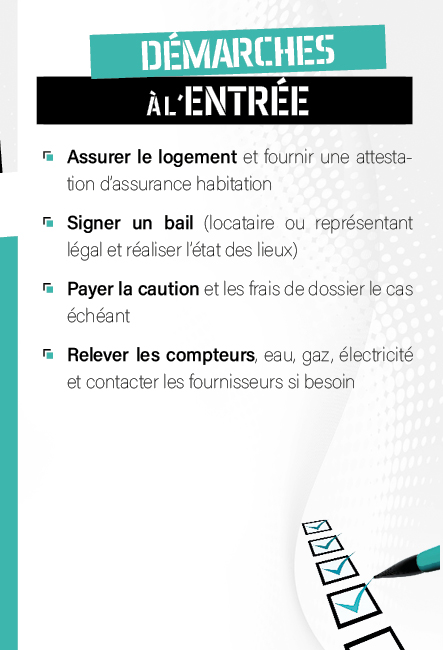 DÉMARCHES
À L'ENTRÉE
Assurer le logement et fournir une attesta-
tion d'assurance habitation
Signer un bail (locataire ou représentant
légal et réaliser l'état des lieux)
Payer la caution et les frais de dossier le cas
échéant
Relever les compteurs, eau, gaz, électricité
et contacter les fournisseurs si besoin